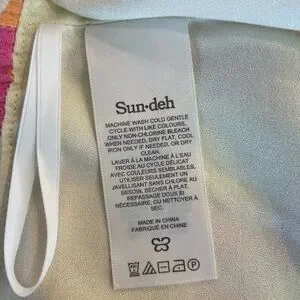 Sun·deh
MACHINE WASH COLD GENTLE
CYCLE WITH LIKE COLOURS,
ONLY NON-CHLORINE BLEACH
WHEN NEEDED, DRY FLAT, COOL
IRON ONLY IF NEEDED, OR DRY
CLEAN.
LAVER À LA MACHINE À L'EAU
FROIDE AU CYCLE DÉLICAT
AVEC COULEURS SEMBLABLES,
UTILISER SEULEMENT UN
JAVELLISANT SANS CHLORE AU
BESOIN, SÉCHER À PLAT,
REPASSAGE DOUX BI
NÉCESSAIRE, OU NETTOYER À
SEC.
MADE IN CHINA
FABRIQUÉ EN CHINE
P